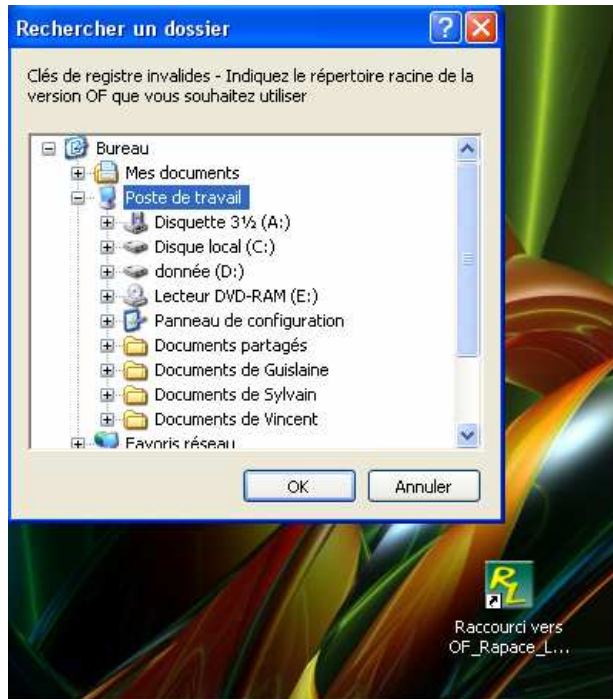 Rechercher un dossier
Clés de registre invalides - Indiquez le répertoire racine de la
version OF que vous souhaitez utiliser
Bureau
Mes documents
Poste de travail
Disquette 3½ (A:)
Disque local (C:)
donnée (D:)
Lecteur DVD-RAM (E:)
Panneau de configuration
Documents partagés
Documents de Guislaine
Documents de Sylvain
Documents de Vincent
Favoris réseau
OK Annuler
RL
Raccourci vers
OF_Rapace_L...